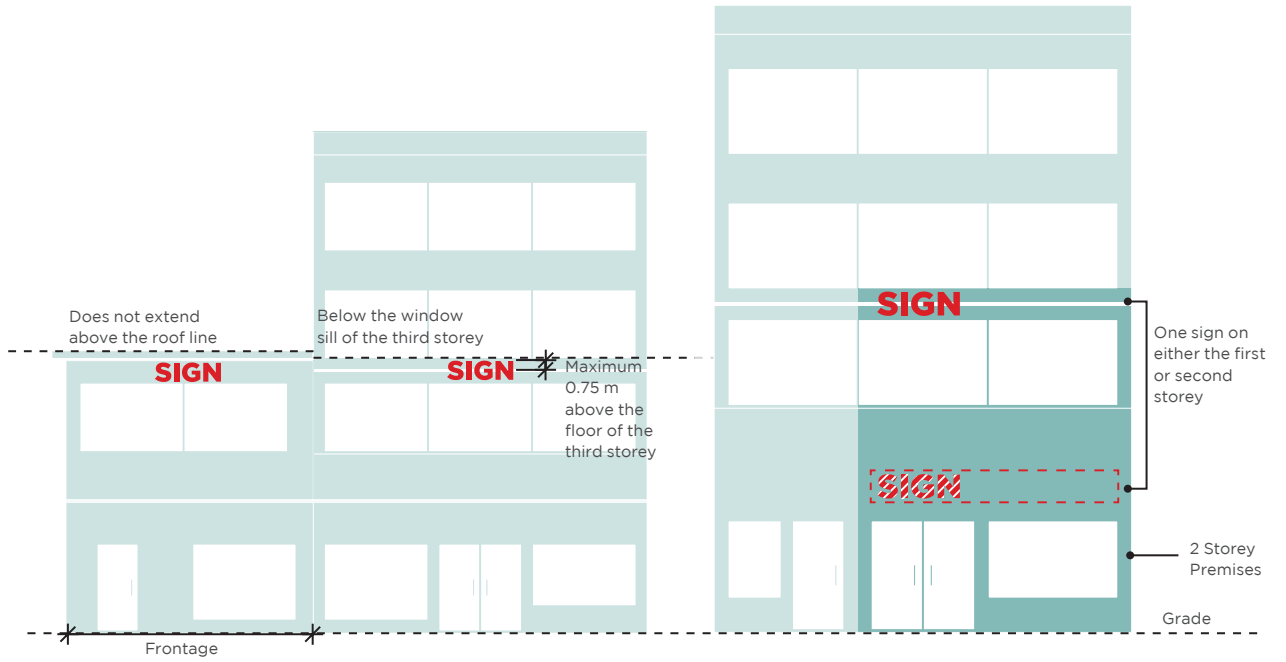 Does not extend
above the roof line
SIGN
Below the window
sill of the third storey
SIGN
Maximum
0.75 m
above the
floor of the
third storey
SIGN
One sign on
either the first
or second
storey
SIGN
2 Storey
Premises
Grade
Frontage